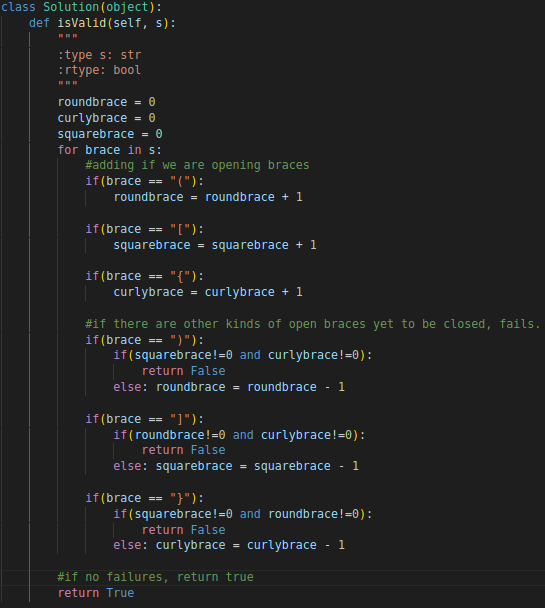 class Solution(object):
    def isValid(self, s):
        """
        :type s: str
        :rtype: bool
        """
        roundbrace = 0
        curlybrace = 0
        squarebrace = 0
        for brace in s:
            #adding if we are opening braces
            if(brace == "("):
                roundbrace = roundbrace + 1

            if(brace == "["):
                squarebrace = squarebrace + 1

            if(brace == "{"):
                curlybrace = curlybrace + 1

            #if there are other kinds of open braces yet to be closed, fails.
            if(brace == ")"):
                if(squarebrace!=0 and curlybrace!=0):
                    return False
                else: roundbrace = roundbrace - 1

            if(brace == "]"):
                if(roundbrace!=0 and curlybrace!=0):
                    return False
                else: squarebrace = squarebrace - 1

            if(brace == "}"):
                if(squarebrace!=0 and roundbrace!=0):
                    return False
                else: curlybrace = curlybrace - 1

        #if no failures, return true
        return True